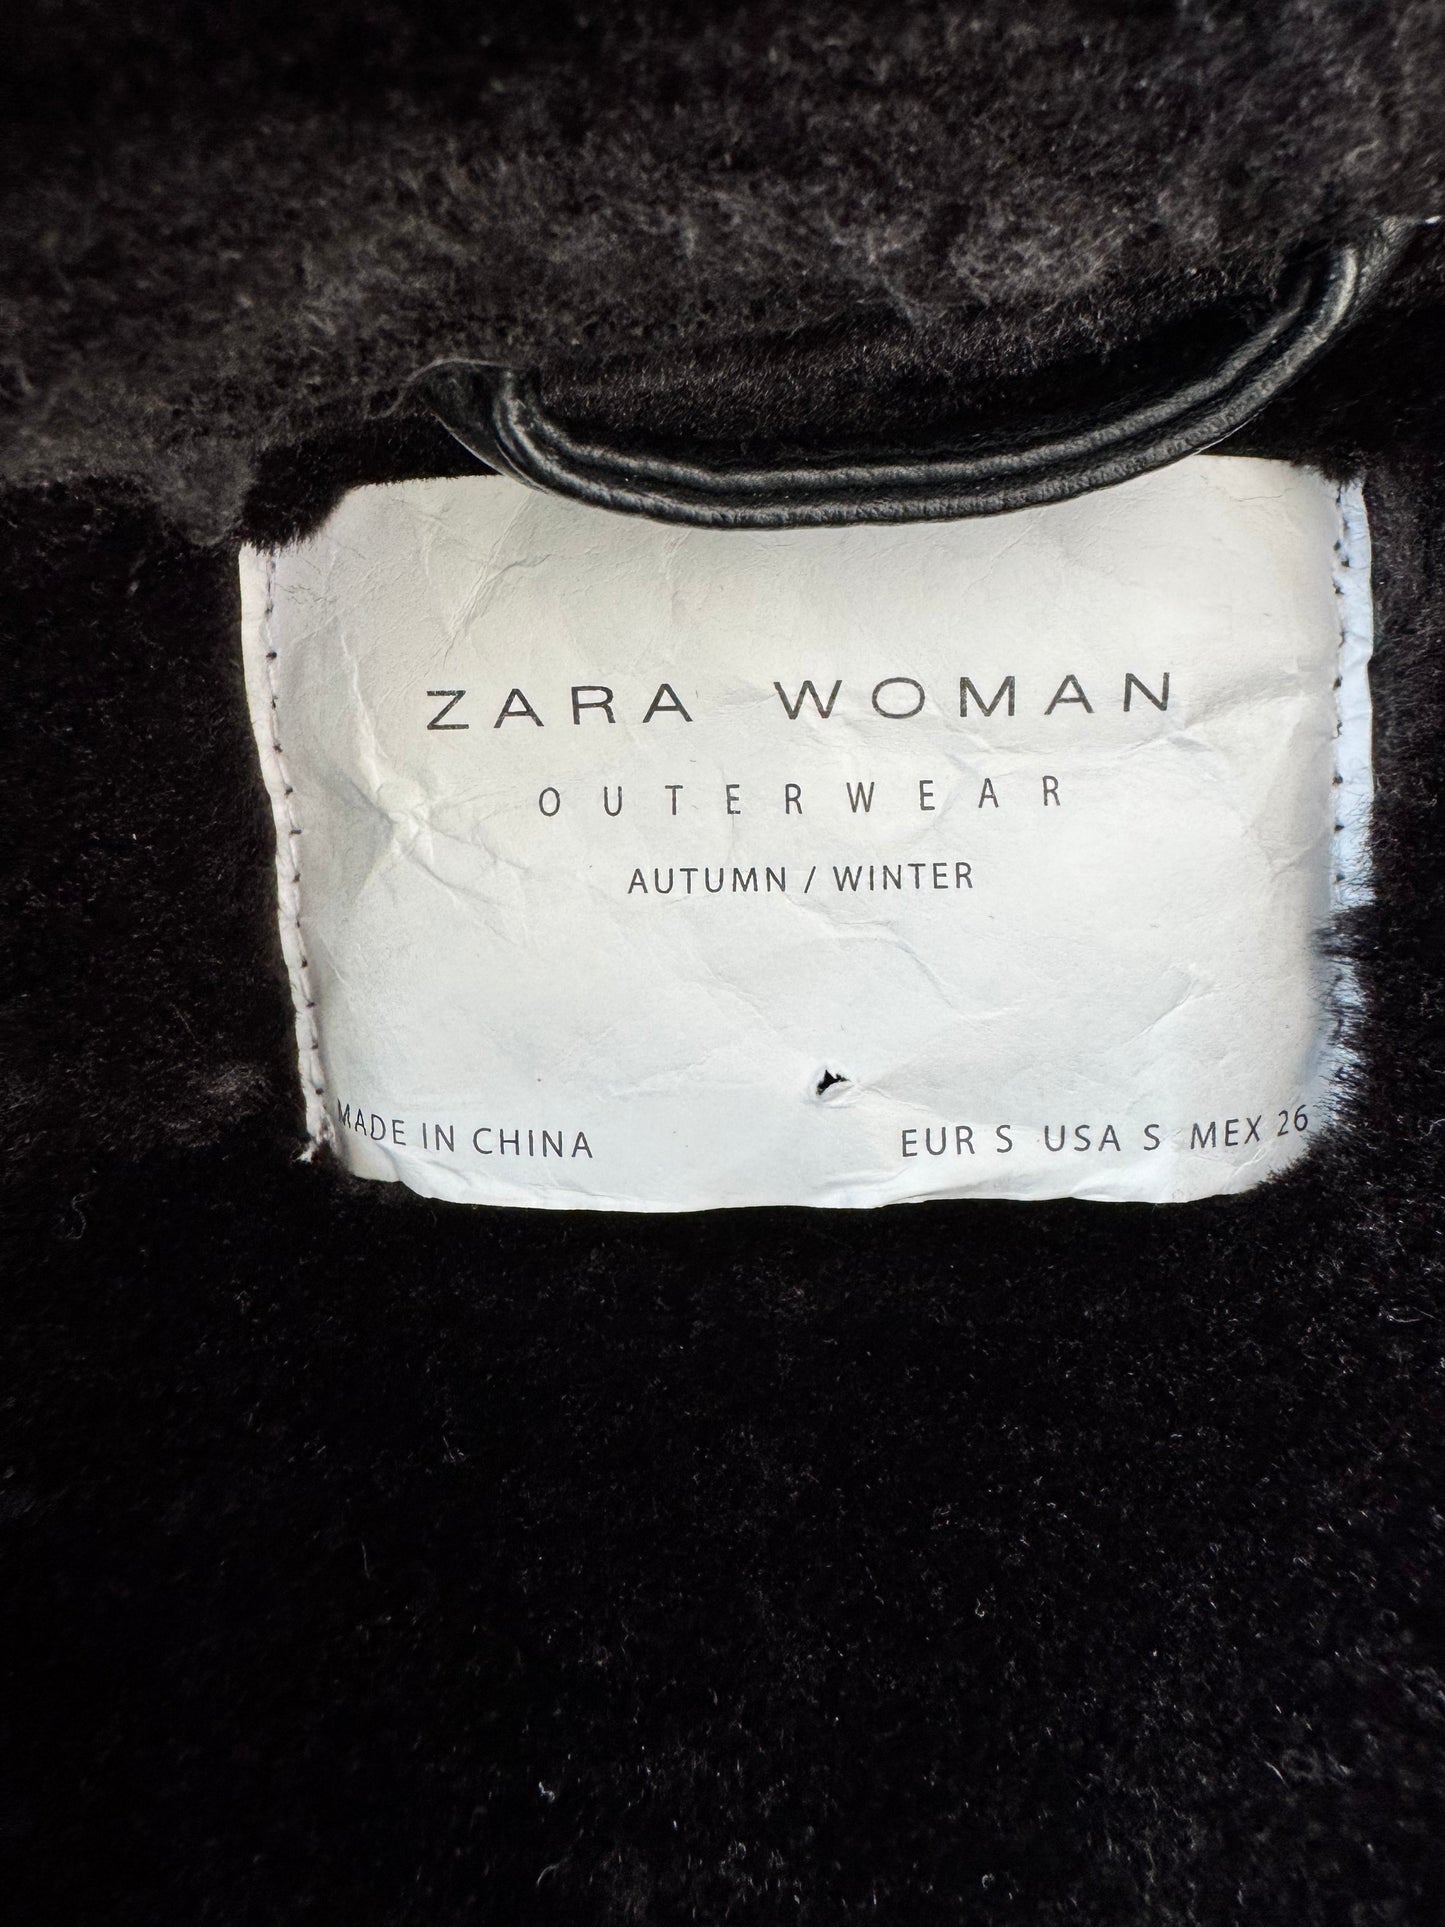 ZARA WOMAN
OUTERWEAR
AUTUMN / WINTER
MADE IN CHINA
EUR S USA S MEX 26